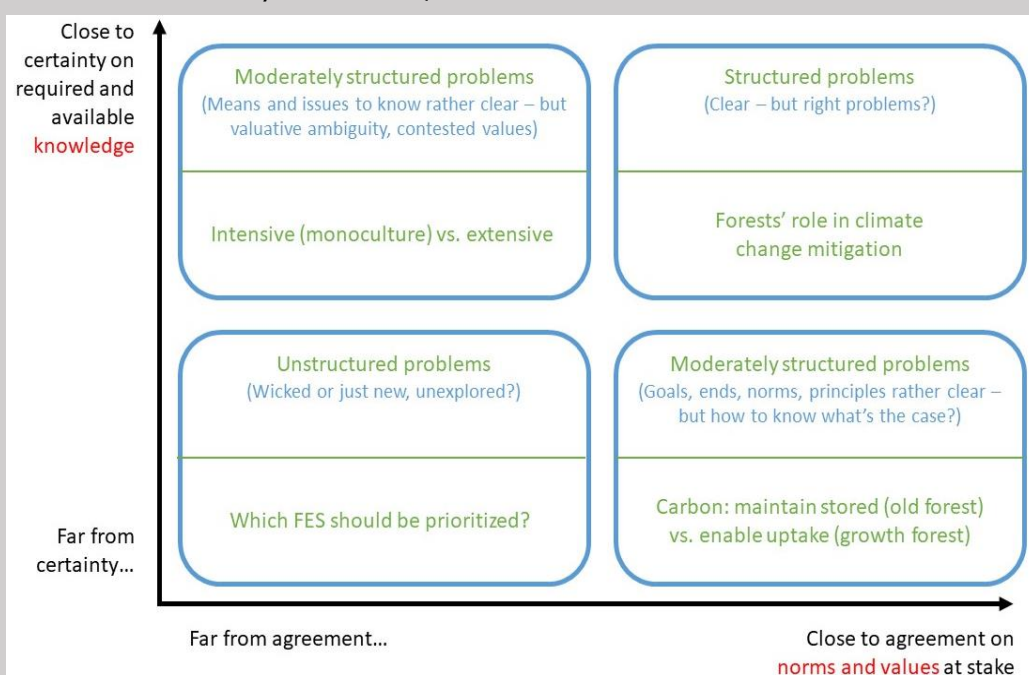 Close to
certainty on
required and
available
knowledge
Moderately structured problems
(Means and issues to know rather clear – but
valuative ambiguity, contested values)
Intensive (monoculture) vs. extensive
Structured problems
(Clear – but right problems?)
Forests' role in climate
change mitigation
Unstructured problems
(Wicked or just new, unexplored?)
Which FES should be prioritized?
Moderately structured problems
(Goals, ends, norms, principles rather clear –
but how to know what's the case?)
Carbon: maintain stored (old forest)
vs. enable uptake (growth forest)
Far from
certainty...
Far from agreement...
Close to agreement on
norms and values at stake